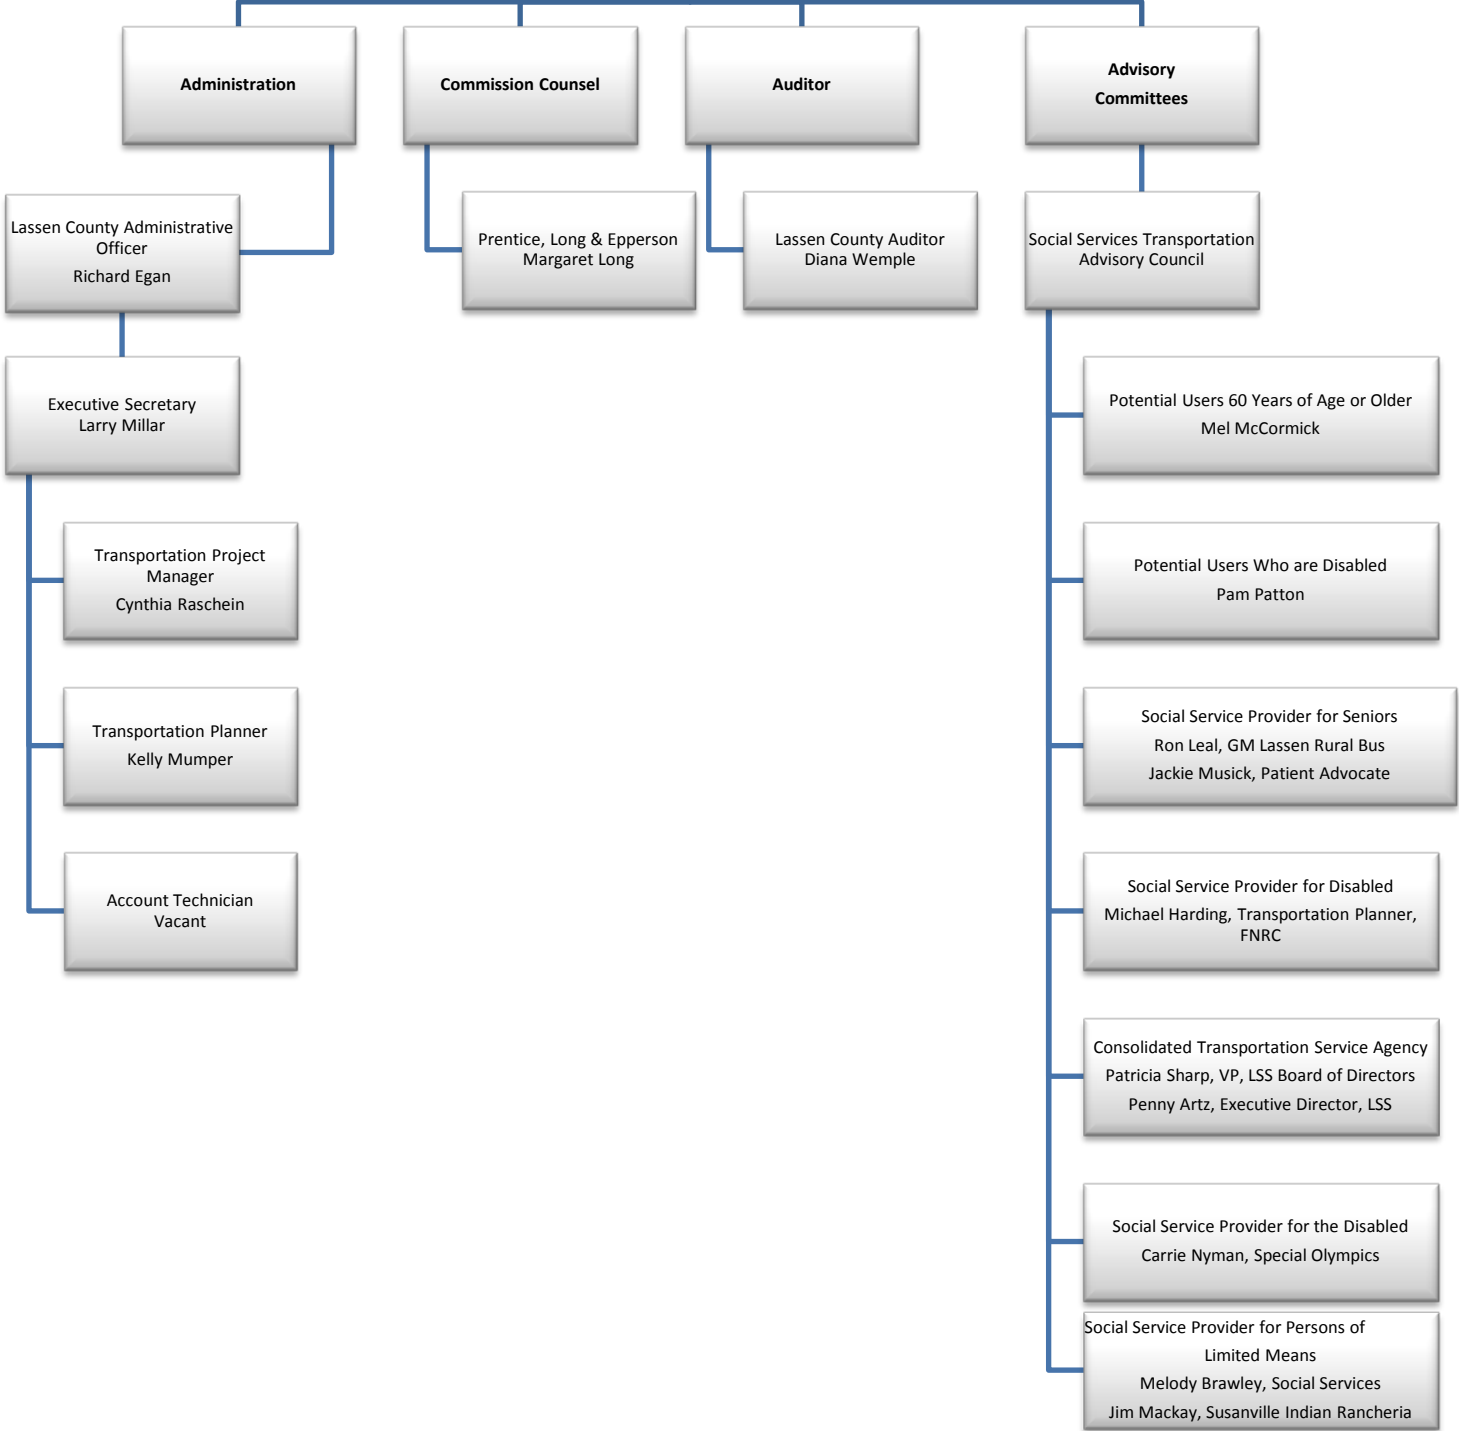 Administration
Commission Counsel
Auditor
Advisory
Committees
Lassen County Administrative
Officer
Richard Egan
Prentice, Long & Epperson
Margaret Long
Lassen County Auditor
Diana Wemple
Social Services Transportation
Advisory Council
Executive Secretary
Larry Millar
Transportation Project
Manager
Cynthia Raschein
Transportation Planner
Kelly Mumper
Account Technician
Vacant
Potential Users 60 Years of Age or Older
Mel McCormick
Potential Users Who are Disabled
Pam Patton
Social Service Provider for Seniors
Ron Leal, GM Lassen Rural Bus
Jackie Musick, Patient Advocate
Social Service Provider for Disabled
Michael Harding, Transportation Planner,
FNRC
Consolidated Transportation Service Agency
Patricia Sharp, VP, LSS Board of Directors
Penny Artz, Executive Director, LSS
Social Service Provider for the Disabled
Carrie Nyman, Special Olympics
Social Service Provider for Persons of
Limited Means
Melody Brawley, Social Services
Jim Mackay, Susanville Indian Rancheria